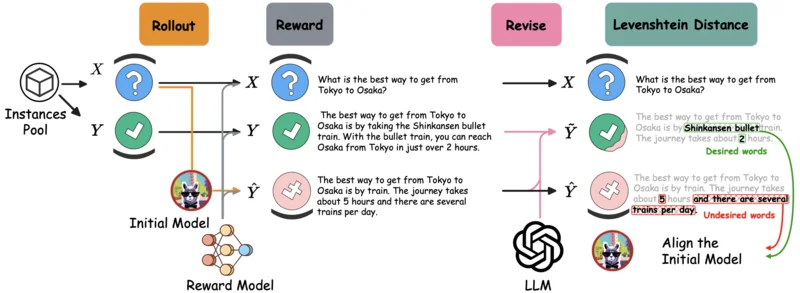 Rollout
Reward
Revise
Levenshtein Distance
X
X
What is the best way to get from
Tokyo to Osaka?
X
What is the best way to get from
Tokyo to Osaka?
Instances
Pool
Y
Y
The best way to get from Tokyo to
Osaka is by taking the Shinkansen bullet
train. With the bullet train, you can reach
Osaka from Tokyo in just over 2 hours.
Ỹ
The best way to get from Tokyo to
Osaka is by Shinkansen bullet train.
The journey takes about 2 hours.
Desired words
Ŷ
The best way to get from Tokyo to
Osaka is by train. The journey takes
about 5 hours and there are several
trains per day.
Ŷ
The best way to get from Tokyo to
Osaka is by train. The journey takes
about 5 hours and there are several
trains per day.
Undesired words
Initial Model
Reward Model
LLM
Align the
Initial Model